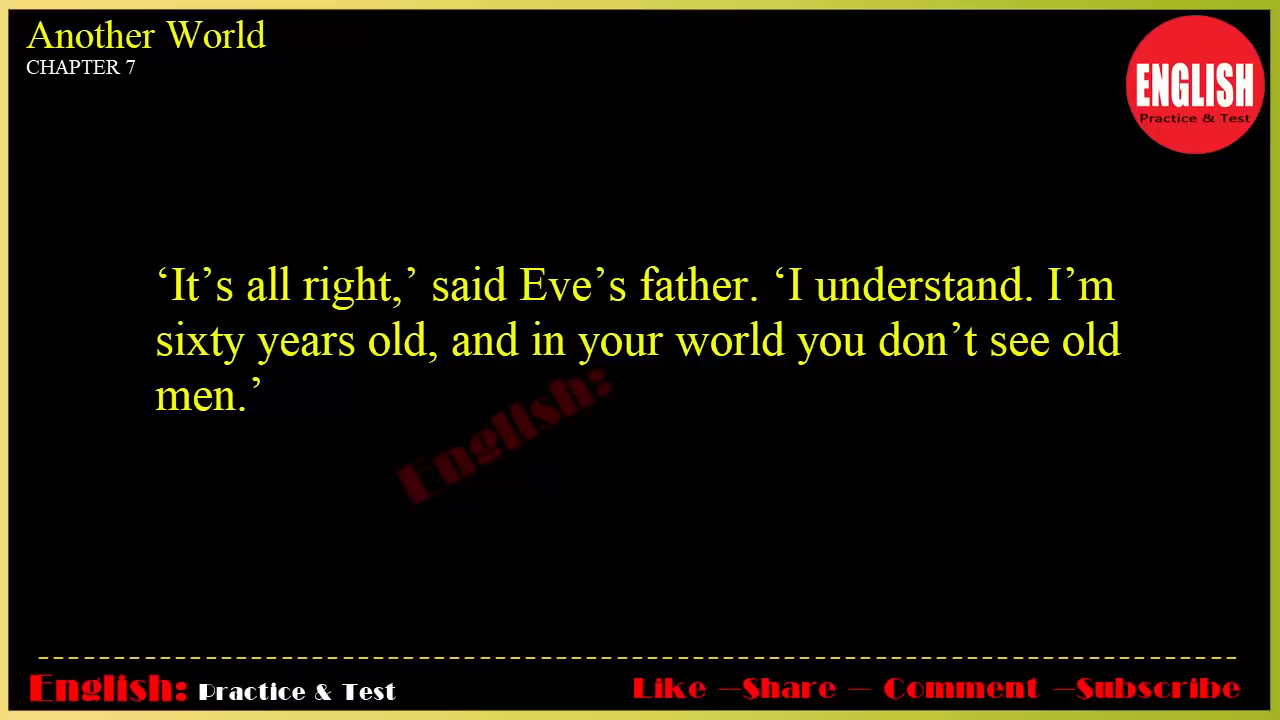 Another World
CHAPTER 7
ENGLISH
Practice & Test
‘It’s all right,’ said Eve’s father. ‘I understand. I’m
sixty years old, and in your world you don’t see old
men.’
English:
English: Practice & Test
Like —Share — Comment —Subscribe